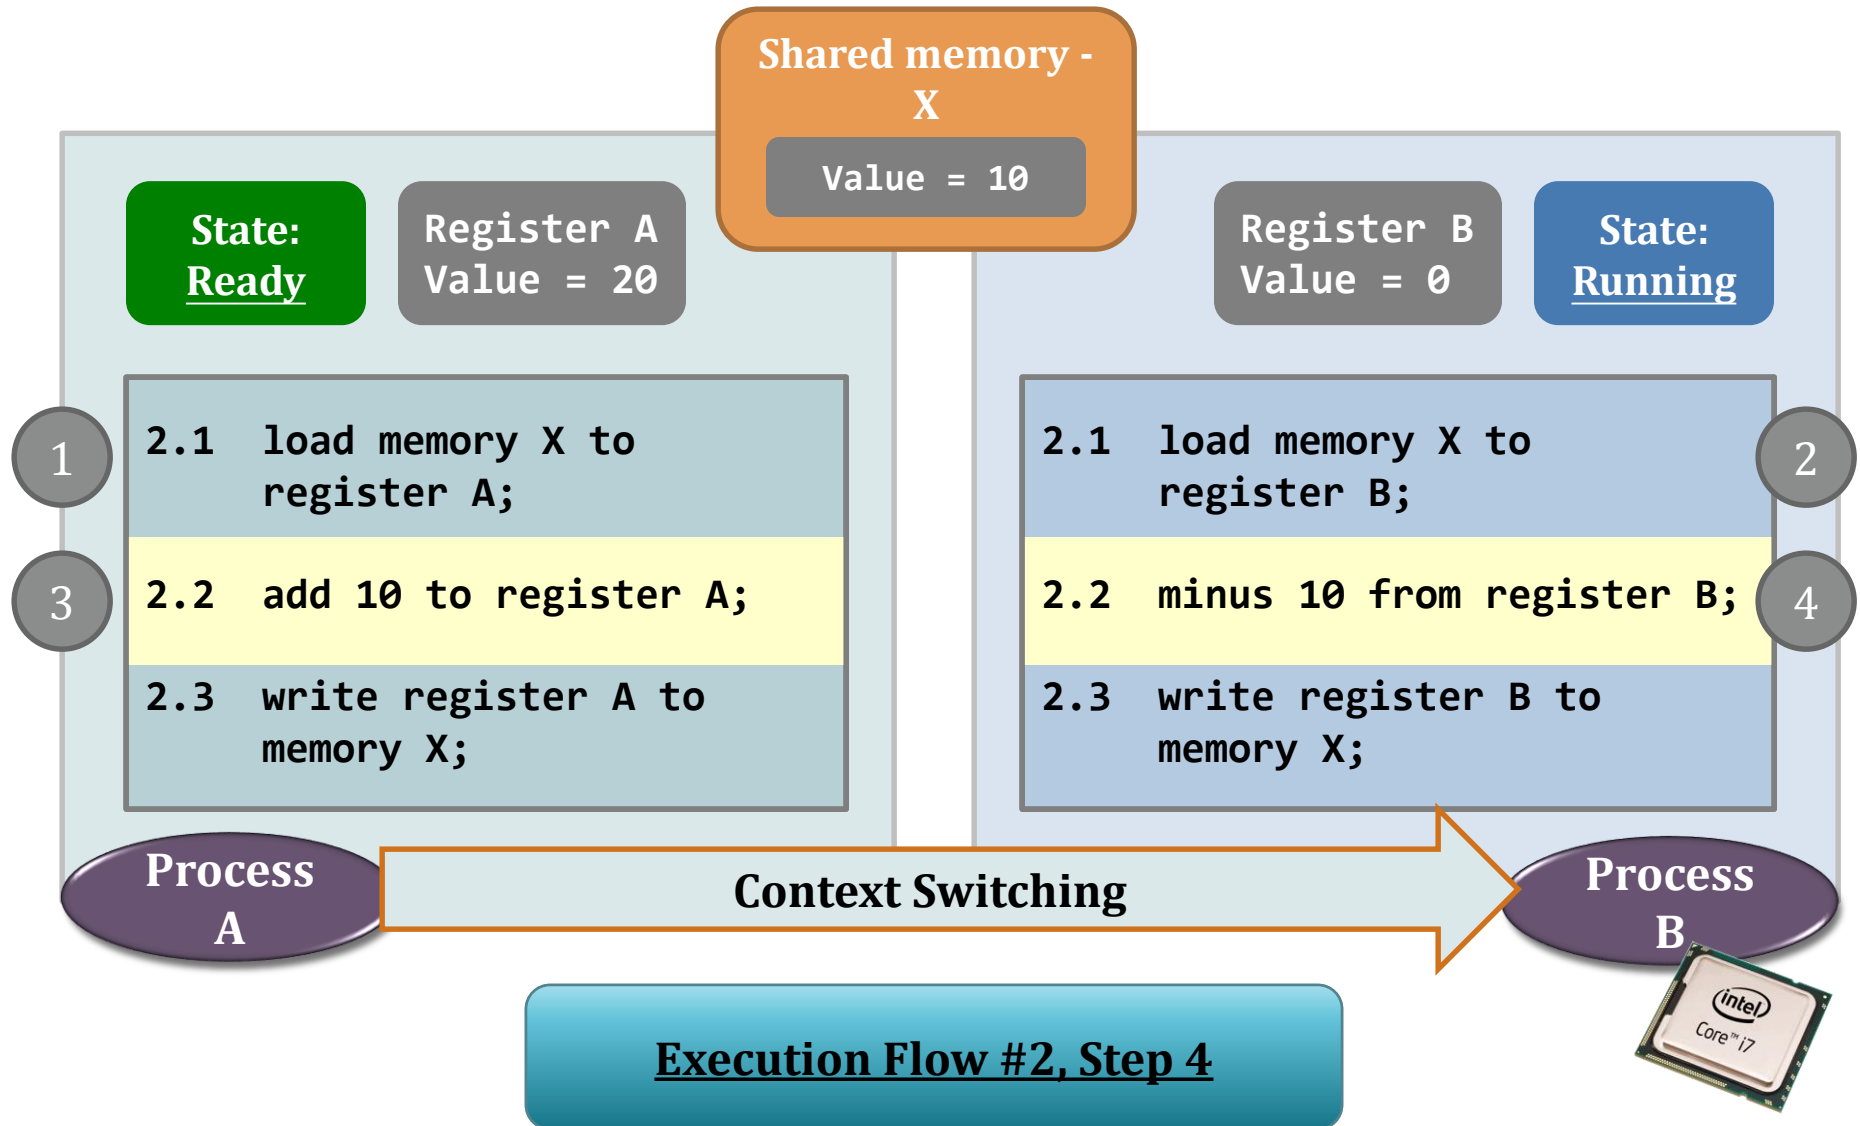 Shared memory -
X
Value = 10
State:
Ready
Register A
Value = 20
Register B
Value = 0
State:
Running
1
2.1 load memory X to
register A;
3
2.2 add 10 to register A;
2.3 write register A to
memory X;
2.1 load memory X to
register B;
2
2.2 minus 10 from register B;
4
2.3 write register B to
memory X;
Process
A
Context Switching
Process
B
intel
Core™ i7
Execution Flow #2, Step 4